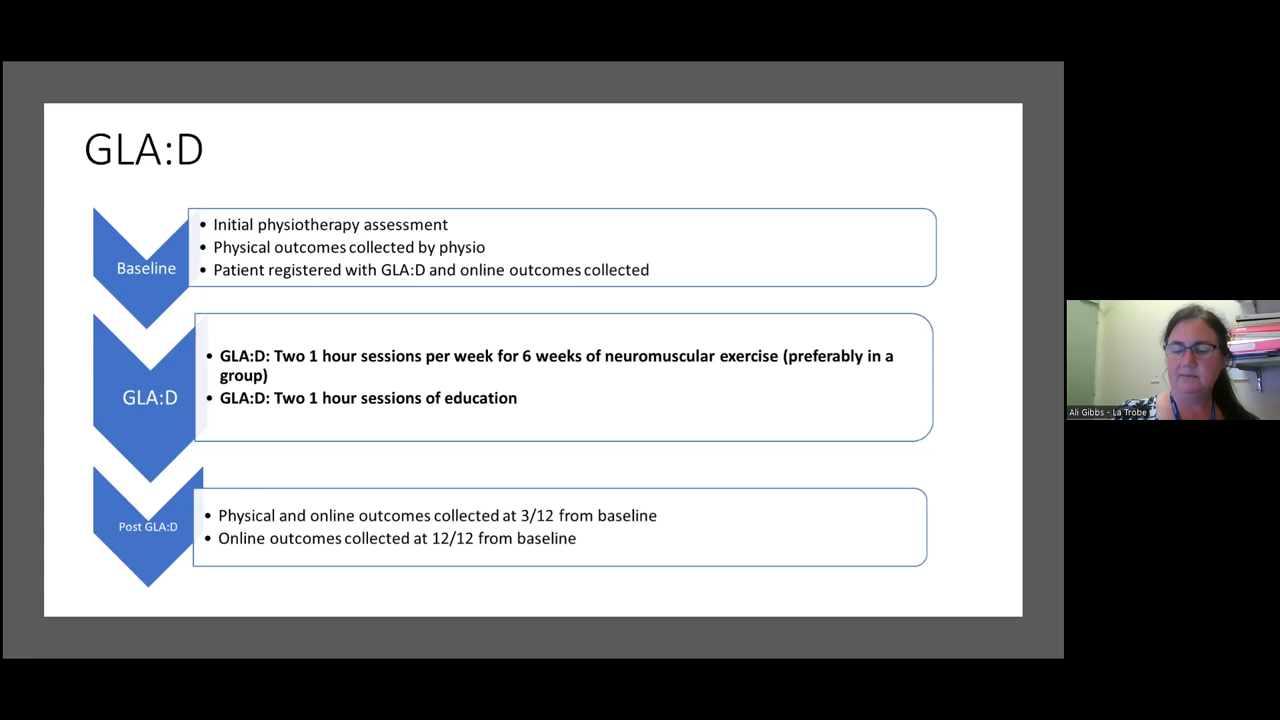 GLA:D
Baseline
• Initial physiotherapy assessment
• Physical outcomes collected by physio
• Patient registered with GLA:D and online outcomes collected
GLA:D
• GLA:D: Two 1 hour sessions per week for 6 weeks of neuromuscular exercise (preferably in a
group)
• GLA:D: Two 1 hour sessions of education
Post GLA:D
• Physical and online outcomes collected at 3/12 from baseline
• Online outcomes collected at 12/12 from baseline
Ali Gibbs - La Trobe